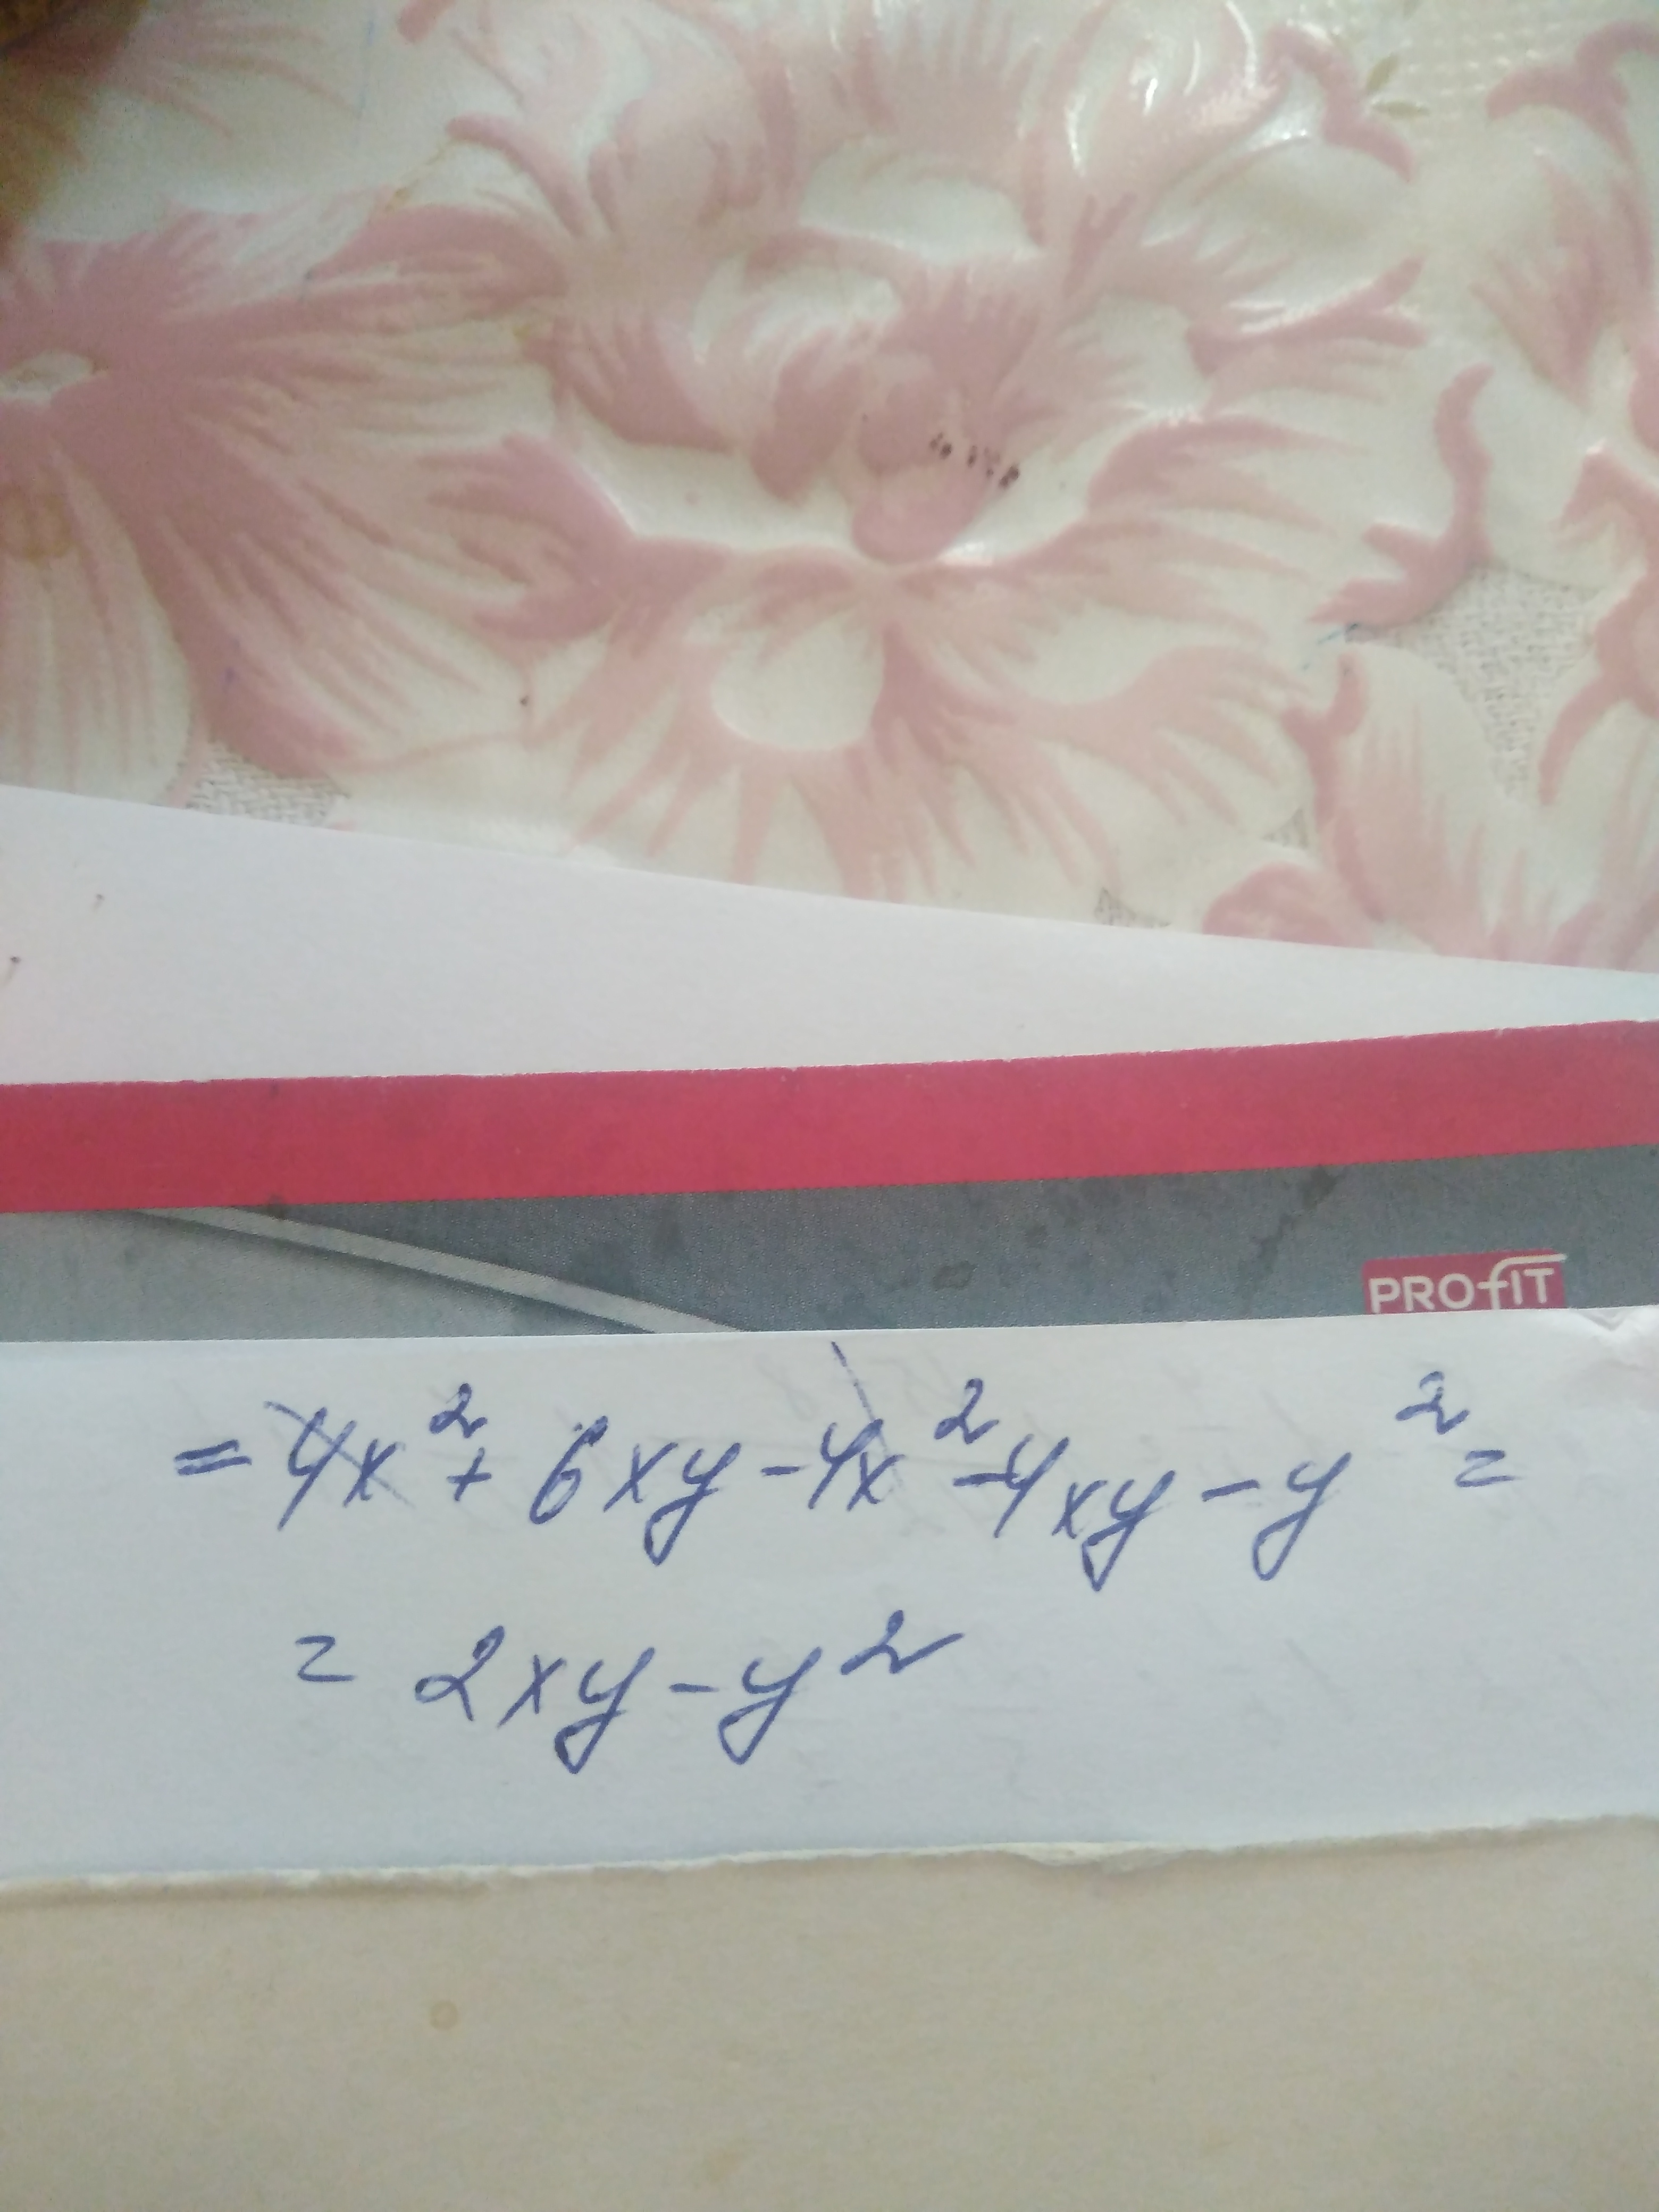 PROFIT
= 4x² + 6xy - 4x² - 4xy - y² =
= 2xy - y²